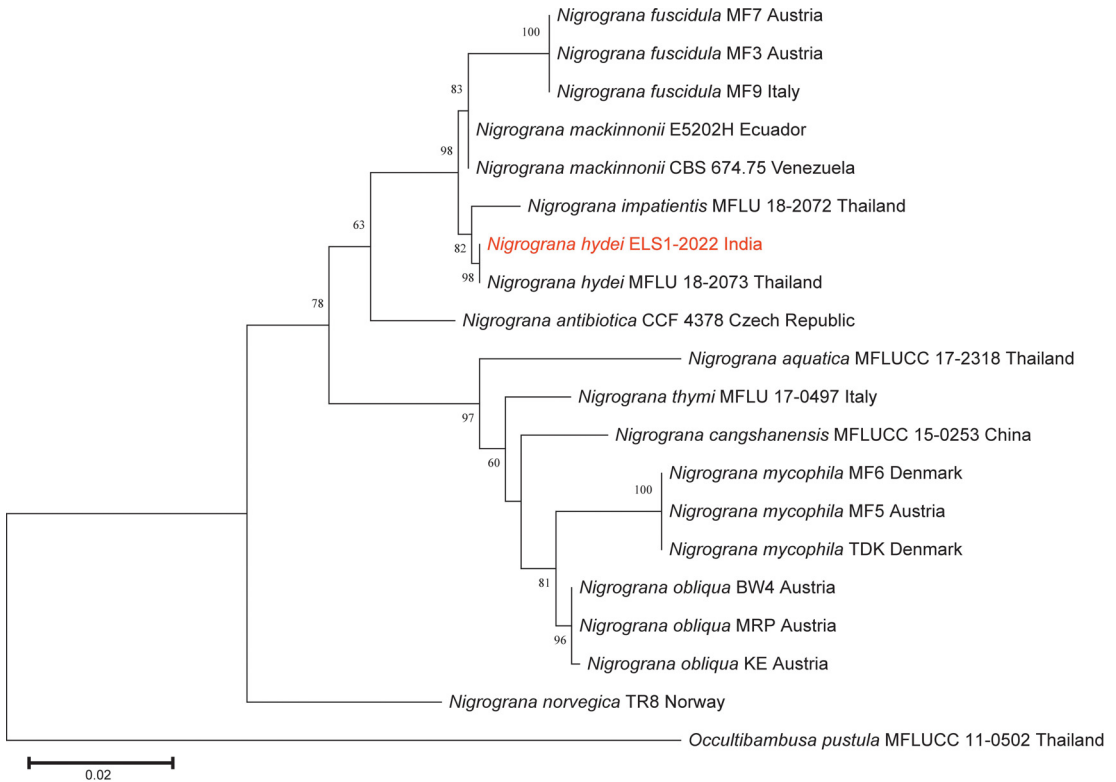 Nigrograna fuscidula MF7 Austria
100
Nigrograna fuscidula MF3 Austria
83
Nigrograna fuscidula MF9 Italy
Nigrograna mackinnonii E5202H Ecuador
98
Nigrograna mackinnonii CBS 674.75 Venezuela
Nigrograna impatientis MFLU 18-2072 Thailand
63
82
Nigrograna hydei ELS1-2022 India
98
Nigrograna hydei MFLU 18-2073 Thailand
78
Nigrograna antibiotica CCF 4378 Czech Republic
Nigrograna aquatica MFLUCC 17-2318 Thailand
Nigrograna thymi MFLU 17-0497 Italy
97
Nigrograna cangshanensis MFLUCC 15-0253 China
60
Nigrograna mycophila MF6 Denmark
100
Nigrograna mycophila MF5 Austria
Nigrograna mycophila TDK Denmark
81
Nigrograna obliqua BW4 Austria
Nigrograna obliqua MRP Austria
96
Nigrograna obliqua KE Austria
Nigrograna norvegica TR8 Norway
Occultibambusa pustula MFLUCC 11-0502 Thailand
0.02